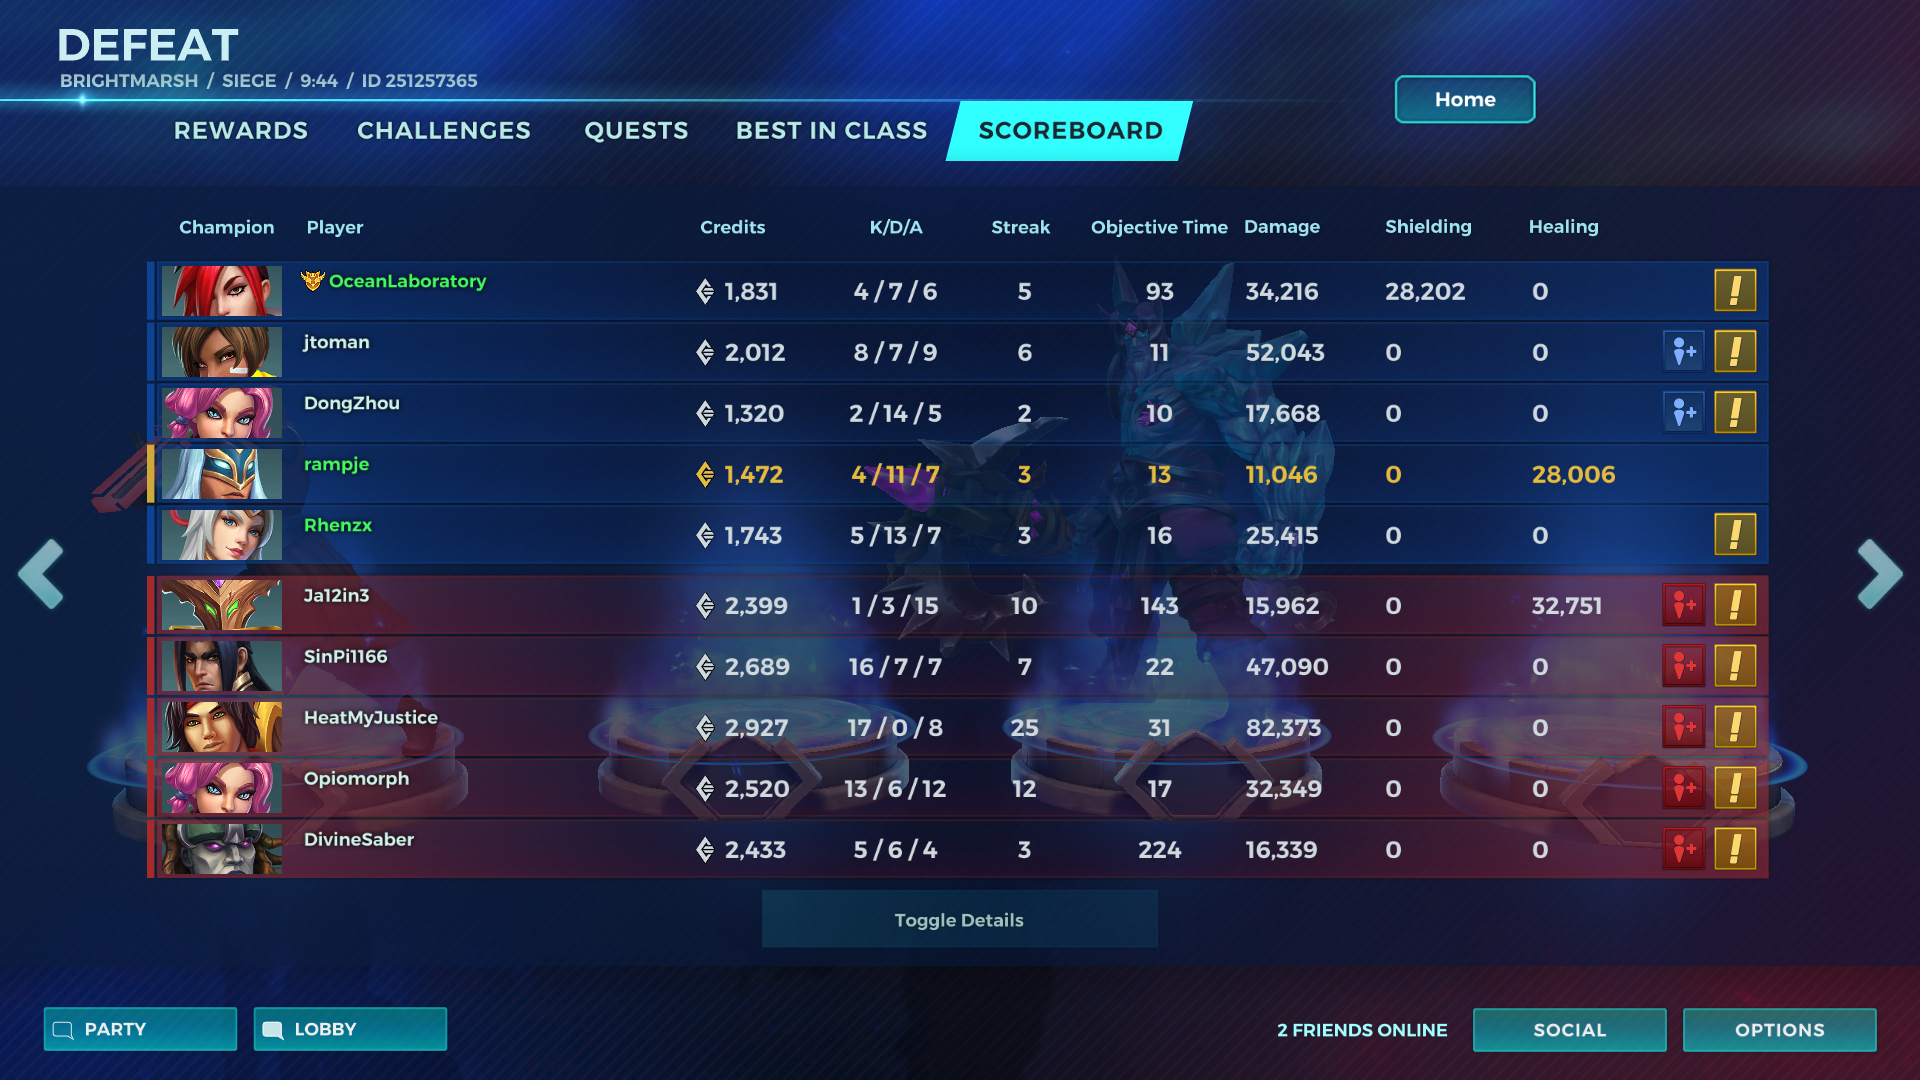 DEFEAT
BRIGHTMARSH / SIEGE / 9:44 / ID 251257365
Home
REWARDS CHALLENGES QUESTS BEST IN CLASS SCOREBOARD
Champion Player Credits K/D/A Streak Objective Time Damage Shielding Healing
OceanLaboratory 1,831 4 / 7 / 6 5 93 34,216 28,202 0
jtoman 2,012 8 / 7 / 9 6 11 52,043 0 0
DongZhou 1,320 2 / 14 / 5 2 10 17,668 0 0
rampje 1,472 4 / 11 / 7 3 13 11,046 0 28,006
Rhenzx 1,743 5 / 13 / 7 3 16 25,415 0 0
Ja12in3 2,399 1 / 3 / 15 10 143 15,962 0 32,751
SinPi1166 2,689 16 / 7 / 7 7 22 47,090 0 0
HeatMyJustice 2,927 17 / 0 / 8 25 31 82,373 0 0
Opiomorph 2,520 13 / 6 / 12 12 17 32,349 0 0
DivineSaber 2,433 5 / 6 / 4 3 224 16,339 0 0
Toggle Details
PARTY LOBBY 2 FRIENDS ONLINE SOCIAL OPTIONS